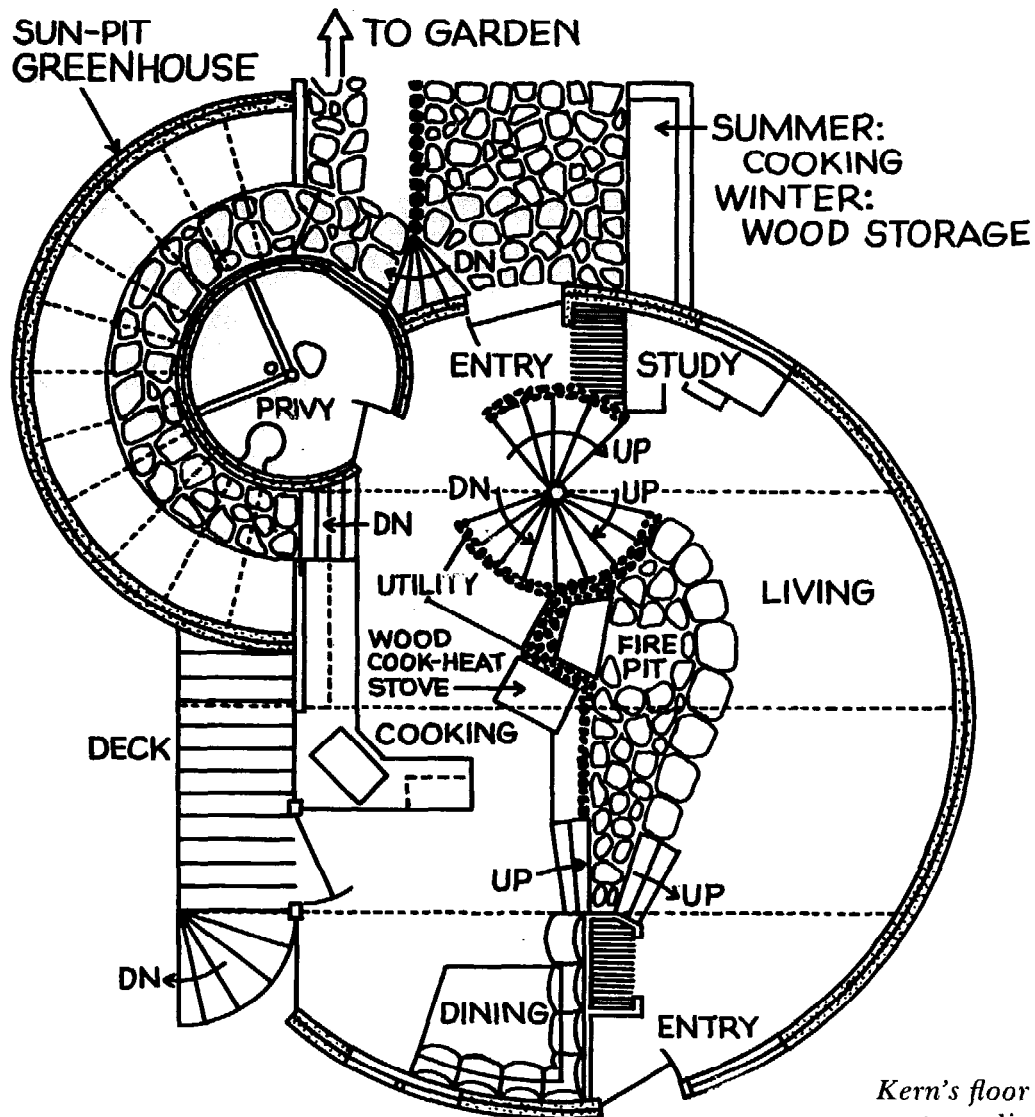 SUN-PIT
GREENHOUSE
TO GARDEN
SUMMER:
COOKING
WINTER:
WOOD STORAGE
DN
ENTRY
STUDY
PRIVY
UP
DN
UP
DN
UTILITY
LIVING
WOOD
COOK-HEAT
STOVE
FIRE
PIT
DECK
COOKING
UP
UP
DN
DINING
ENTRY
Kern's floor